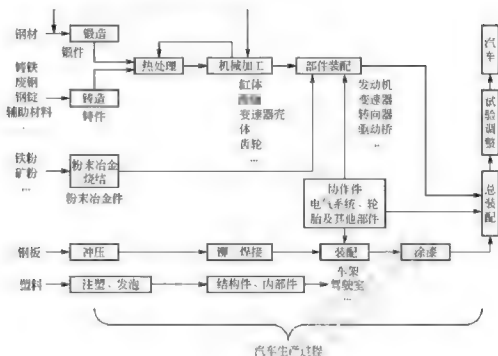 钢材
锻造
锻件
铸铁
废钢
钢锭
辅助材料
铸造
铸件
热处理
机械加工
缸体
变速器壳
体
齿轮
...
部件装配
发动机
变速器
转向器
驱动桥
...
汽车
试验调整
总装配
铁粉
矿粉
...
粉末冶金
烧结
粉末冶金件
协作件
电气系统、轮
胎及其他部件
钢板
冲压
铆 焊接
装配
涂漆
车架
驾驶室
...
塑料
注塑、发泡
结构件、内部件
汽车生产过程